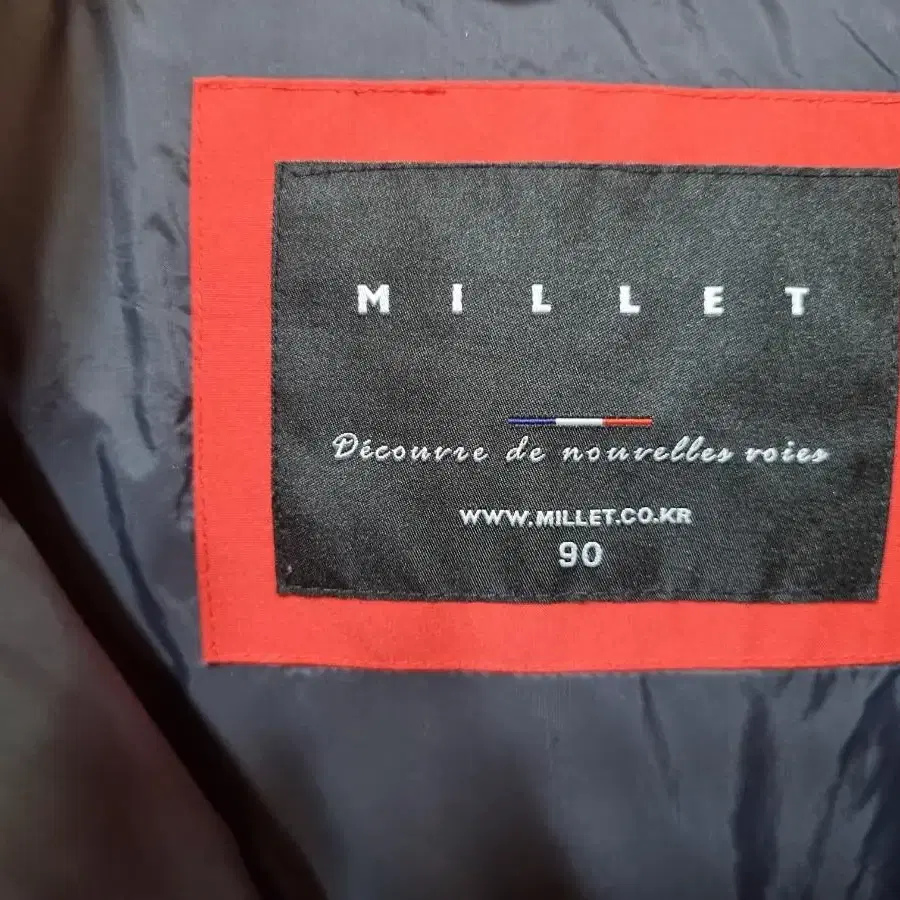 MILLET
Découvre de nouvelles voies
WWW.MILLET.CO.KR
90